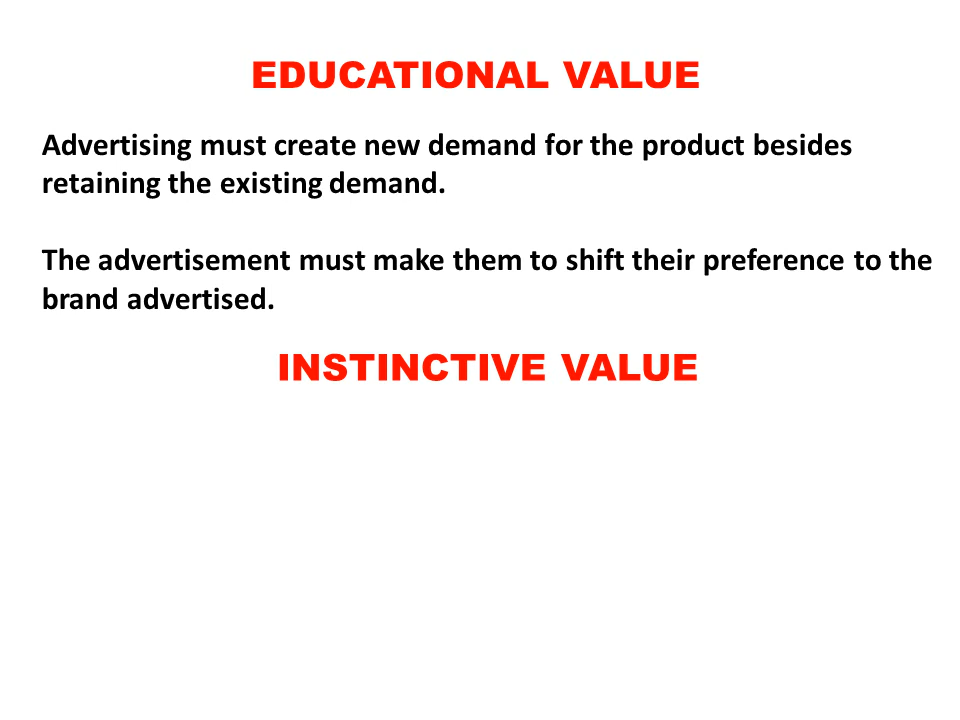 EDUCATIONAL VALUE
Advertising must create new demand for the product besides
retaining the existing demand.
The advertisement must make them to shift their preference to the
brand advertised.
INSTINCTIVE VALUE